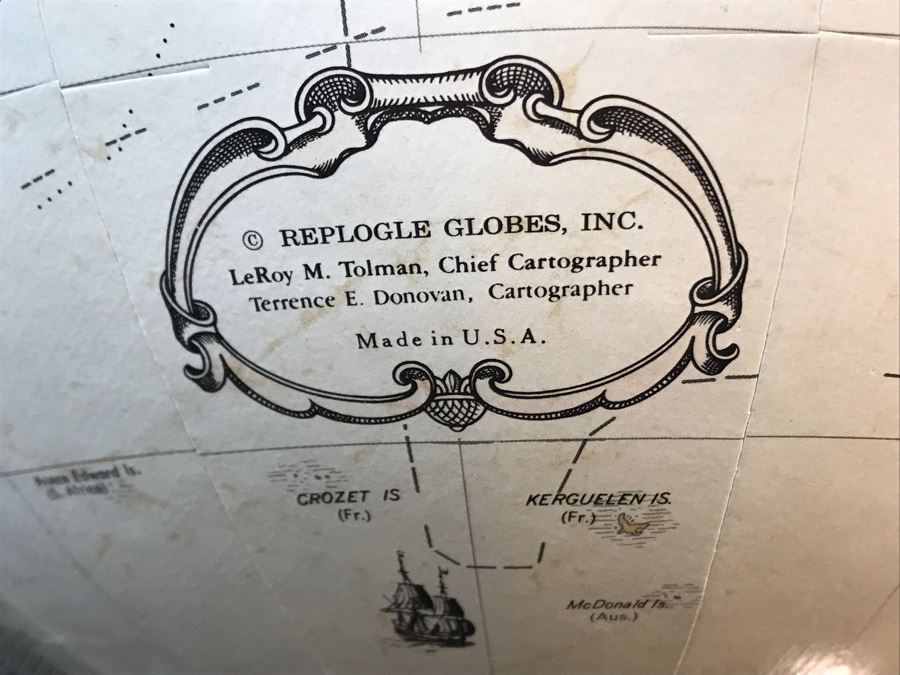 © REPLOGLE GLOBES, INC.
LeRoy M. Tolman, Chief Cartographer
Terrence E. Donovan, Cartographer
Made in U.S.A.
Prince Edward Is.
(S. Africa)
CROZET IS
(Fr.)
KERGUELEN IS.
(Fr.)
McDonald Is.
(Aus.)